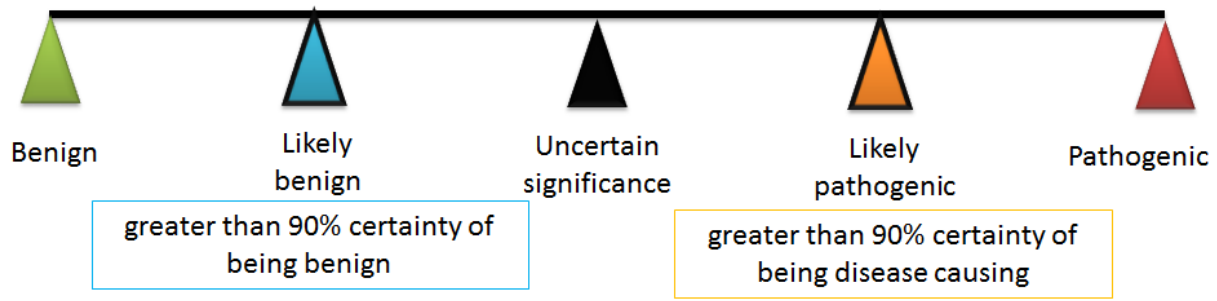 Benign
Likely
benign
Uncertain
significance
Likely
pathogenic
Pathogenic
greater than 90% certainty of
being benign
greater than 90% certainty of
being disease causing